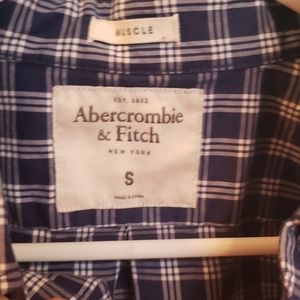 MUSCLE
EST. 1892
Abercrombie
& Fitch
NEW YORK
S
MADE IN CHINA